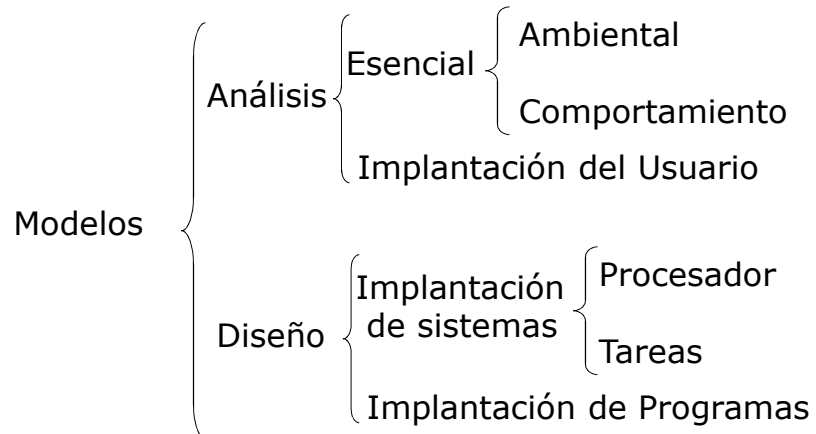 Modelos
Análisis
Esencial
Ambiental
Comportamiento
Implantación del Usuario
Diseño
Implantación
de sistemas
Procesador
Tareas
Implantación de Programas